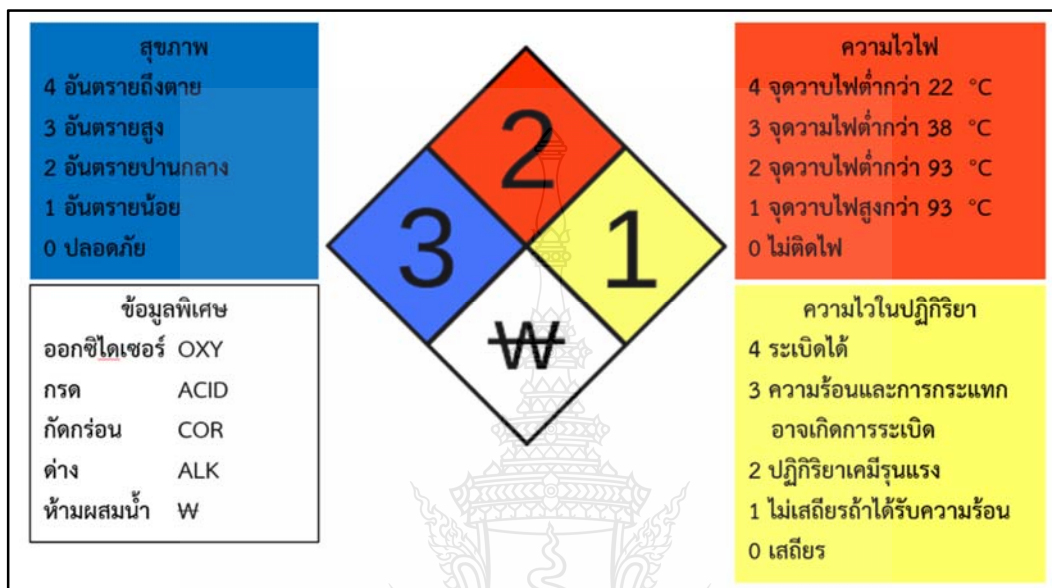 สุขภาพ
4 อันตรายถึงตาย
3 อันตรายสูง
2 อันตรายปานกลาง
1 อันตรายน้อย
0 ปลอดภัย
ข้อมูลพิเศษ
ออกซิไดเซอร์ OXY
กรด ACID
กัดกร่อน COR
ด่าง ALK
ห้ามผสมน้ำ W̶
2
3
1
W̶
ความไวไฟ
4 จุดวาบไฟต่ำกว่า 22 °C
3 จุดวามไฟต่ำกว่า 38 °C
2 จุดวาบไฟต่ำกว่า 93 °C
1 จุดวาบไฟสูงกว่า 93 °C
0 ไม่ติดไฟ
ความไวในปฏิกิริยา
4 ระเบิดได้
3 ความร้อนและการกระแทก
อาจเกิดการระเบิด
2 ปฏิกิริยาเคมีรุนแรง
1 ไม่เสถียรถ้าได้รับความร้อน
0 เสถียร